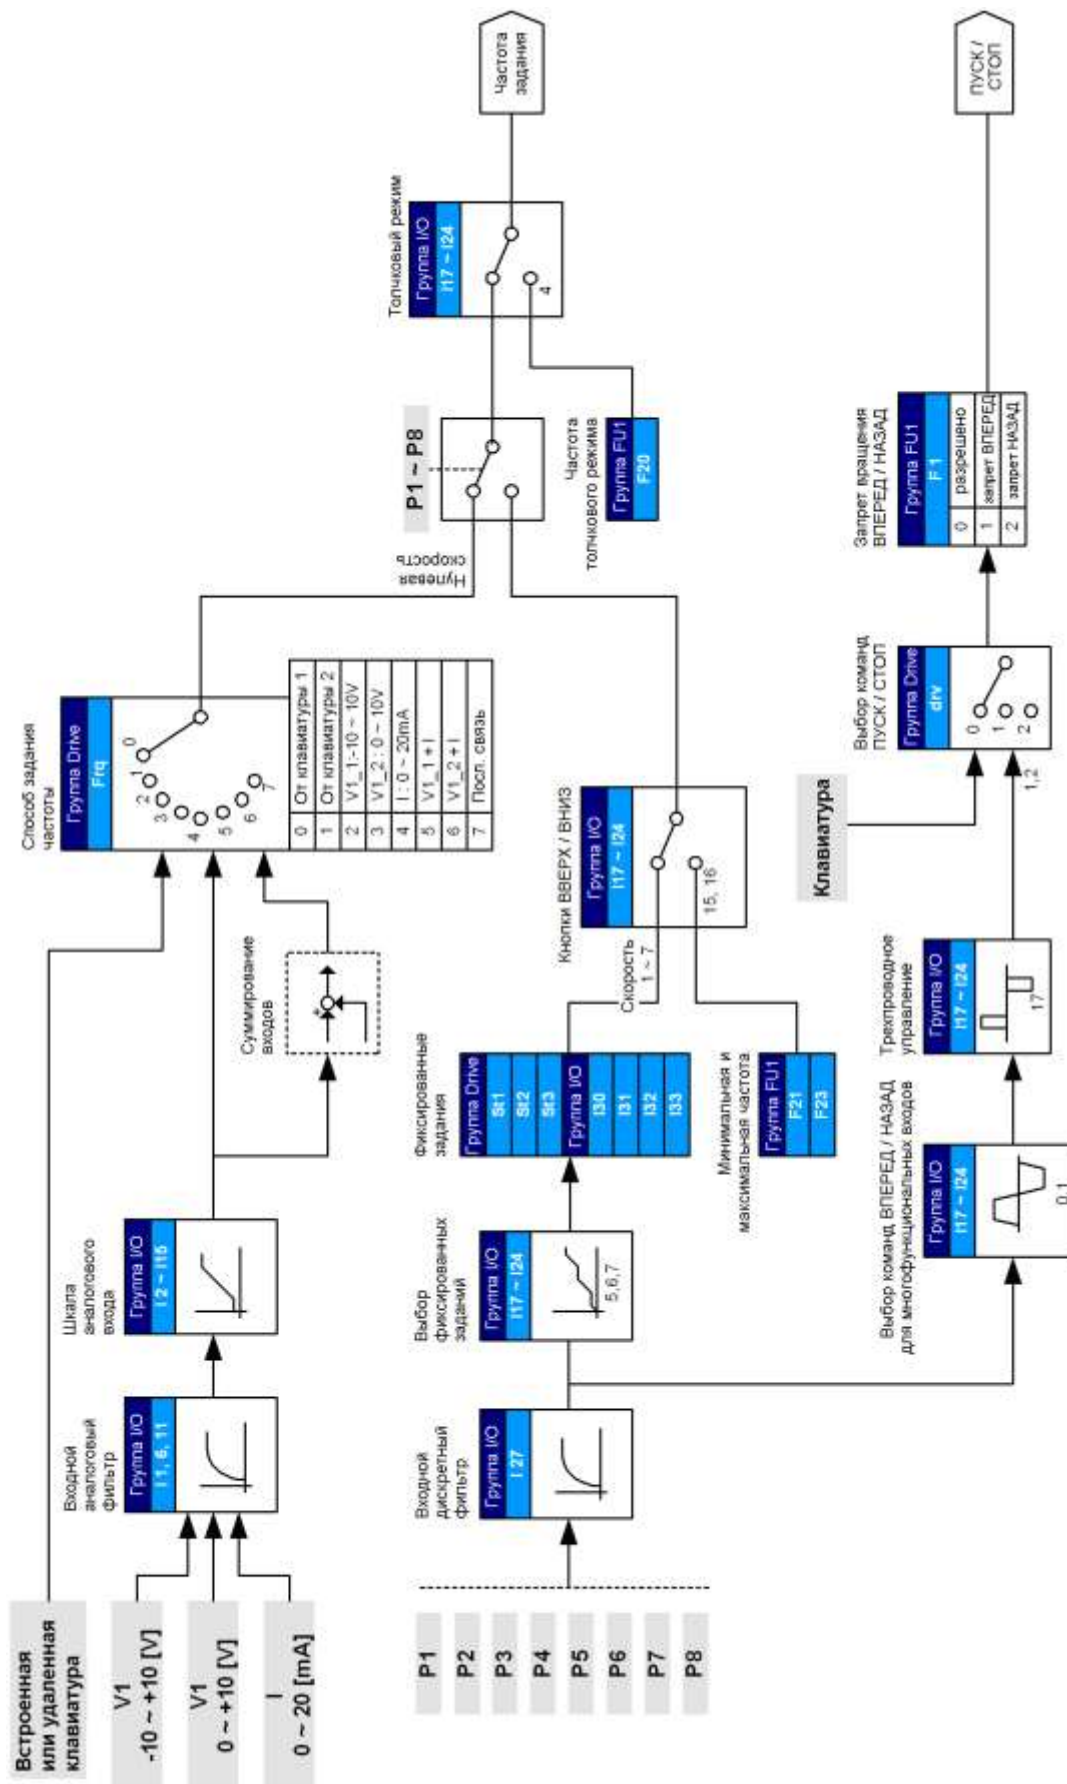 Встроенная
или удаленная
клавиатура
V1
-10 ~ +10 [V]
V1
0 ~ +10 [V]
I
0 ~ 20 [mA]
Входной
аналоговый
фильтр
Группа I/O
I 1, 6, 11
Шкала
аналогового
входа
Группа I/O
I 2 ~ I15
Суммирование
входов
Способ задания
частоты
Группа Drive
Frq
0
1
2
3
4
5
6
7
0 От клавиатуры 1
1 От клавиатуры 2
2 V1_1:-10 ~ 10V
3 V1_2 : 0 ~ 10V
4 I : 0 ~ 20mA
5 V1_1 + I
6 V1_2 + I
7 Посл. связь
Нулевая
скорость
P1 ~ P8
Толчковый режим
Группа I/O
I17 ~ I24
4
Частота
задания
Частота
толчкового режима
Группа FU1
F20
P1
P2
P3
P4
P5
P6
P7
P8
Входной
дискретный
фильтр
Группа I/O
I 27
Выбор
фиксированных
заданий
Группа I/O
I17 ~ I24
5,6,7
Фиксированные
задания
Группа Drive
St1
St2
St3
Группа I/O
I30
I31
I32
I33
Скорость
1 ~ 7
Кнопки ВВЕРХ / ВНИЗ
Группа I/O
I17 ~ I24
15, 16
Минимальная и
максимальная частота
Группа FU1
F21
F23
Выбор команд ВПЕРЕД / НАЗАД
для многофункциональных входов
Группа I/O
I17 ~ I24
0,1
Трехпроводное
управление
Группа I/O
I17 ~ I24
17
Клавиатура
1,2
Выбор команд
ПУСК / СТОП
Группа Drive
drv
0
1
2
Запрет вращения
ВПЕРЕД / НАЗАД
Группа FU1
F 1
0 разрешено
1 запрет ВПЕРЕД
2 запрет НАЗАД
ПУСК /
СТОП